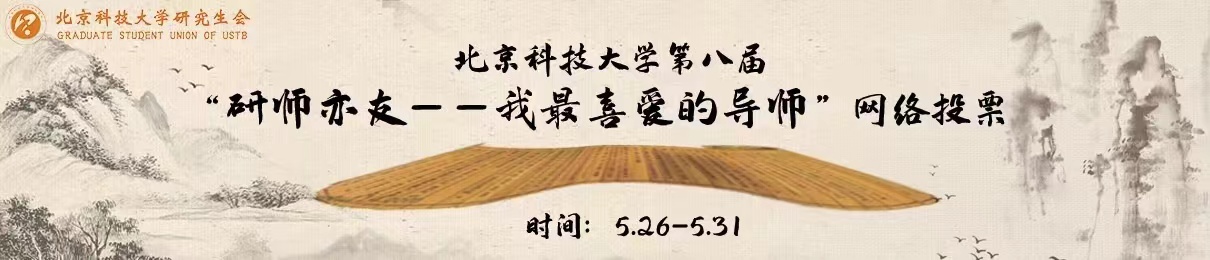 北京科技大学研究生会
GRADUATE STUDENT UNION OF USTB
北京科技大学第八届
“研师亦友——我最喜爱的导师”网络投票
时间：5.26-5.31